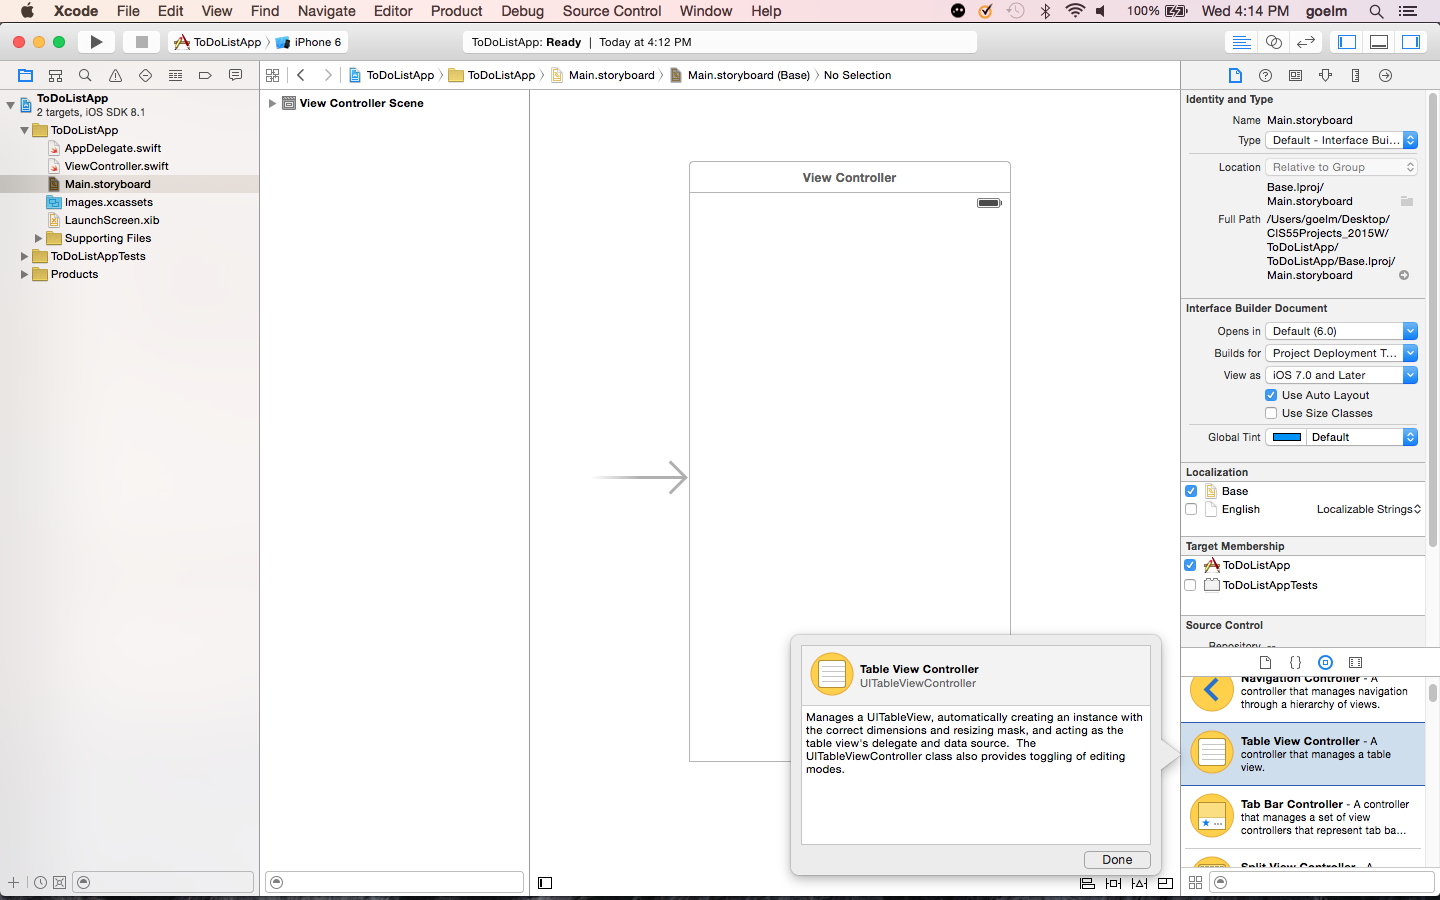 Xcode File Edit View Find Navigate Editor Product Debug Source Control Window Help 100% Wed 4:14 PM goelm
ToDoListApp iPhone 6 ToDoListApp: Ready | Today at 4:12 PM
ToDoListApp ToDoListApp Main.storyboard Main.storyboard (Base) No Selection
ToDoListApp
2 targets, iOS SDK 8.1
ToDoListApp
AppDelegate.swift
ViewController.swift
Main.storyboard
Images.xcassets
LaunchScreen.xib
Supporting Files
ToDoListAppTests
Products
View Controller Scene
View Controller
Table View Controller
UITableViewController
Manages a UITableView, automatically creating an instance with
the correct dimensions and resizing mask, and acting as the
table view's delegate and data source. The
UITableViewController class also provides toggling of editing
modes.
Done
Identity and Type
Name Main.storyboard
Type Default - Interface Bui...
Location Relative to Group
Base.lproj/
Main.storyboard
Full Path /Users/goelm/Desktop/
CIS55Projects_2015W/
ToDoListApp/
ToDoListApp/Base.lproj/
Main.storyboard
Interface Builder Document
Opens in Default (6.0)
Builds for Project Deployment T...
View as iOS 7.0 and Later
Use Auto Layout
Use Size Classes
Global Tint Default
Localization
Base
English Localizable Strings
Target Membership
ToDoListApp
ToDoListAppTests
Source Control
Repository --
Navigation Controller - A
controller that manages navigation
through a hierarchy of views.
Table View Controller - A
controller that manages a table
view.
Tab Bar Controller - A controller
that manages a set of view
controllers that represent tab ba...
Split View Controller - A